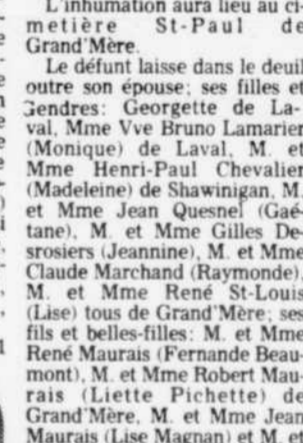 L'inhumation aura lieu au ci-
metière St-Paul de
Grand'Mère.
Le défunt laisse dans le deuil
outre son épouse; ses filles et
Gendres: Georgette de La-
val, Mme Vve Bruno Lamarier
(Monique) de Laval, M. et
Mme Henri-Paul Chevalier
(Madeleine) de Shawinigan, M.
et Mme Jean Quesnel (Gaé-
tane), M. et Mme Gilles De-
srosiers (Jeannine), M. et Mme
Claude Marchand (Raymonde),
M. et Mme René St-Louis
(Lise) tous de Grand'Mère; ses
fils et belles-filles: M. et Mme
René Maurais (Fernande Beau-
mont), M. et Mme Robert Mau-
rais (Liette Pichette) de
Grand'Mère, M. et Mme Jean
Maurais (Lise Magnan) et M. et